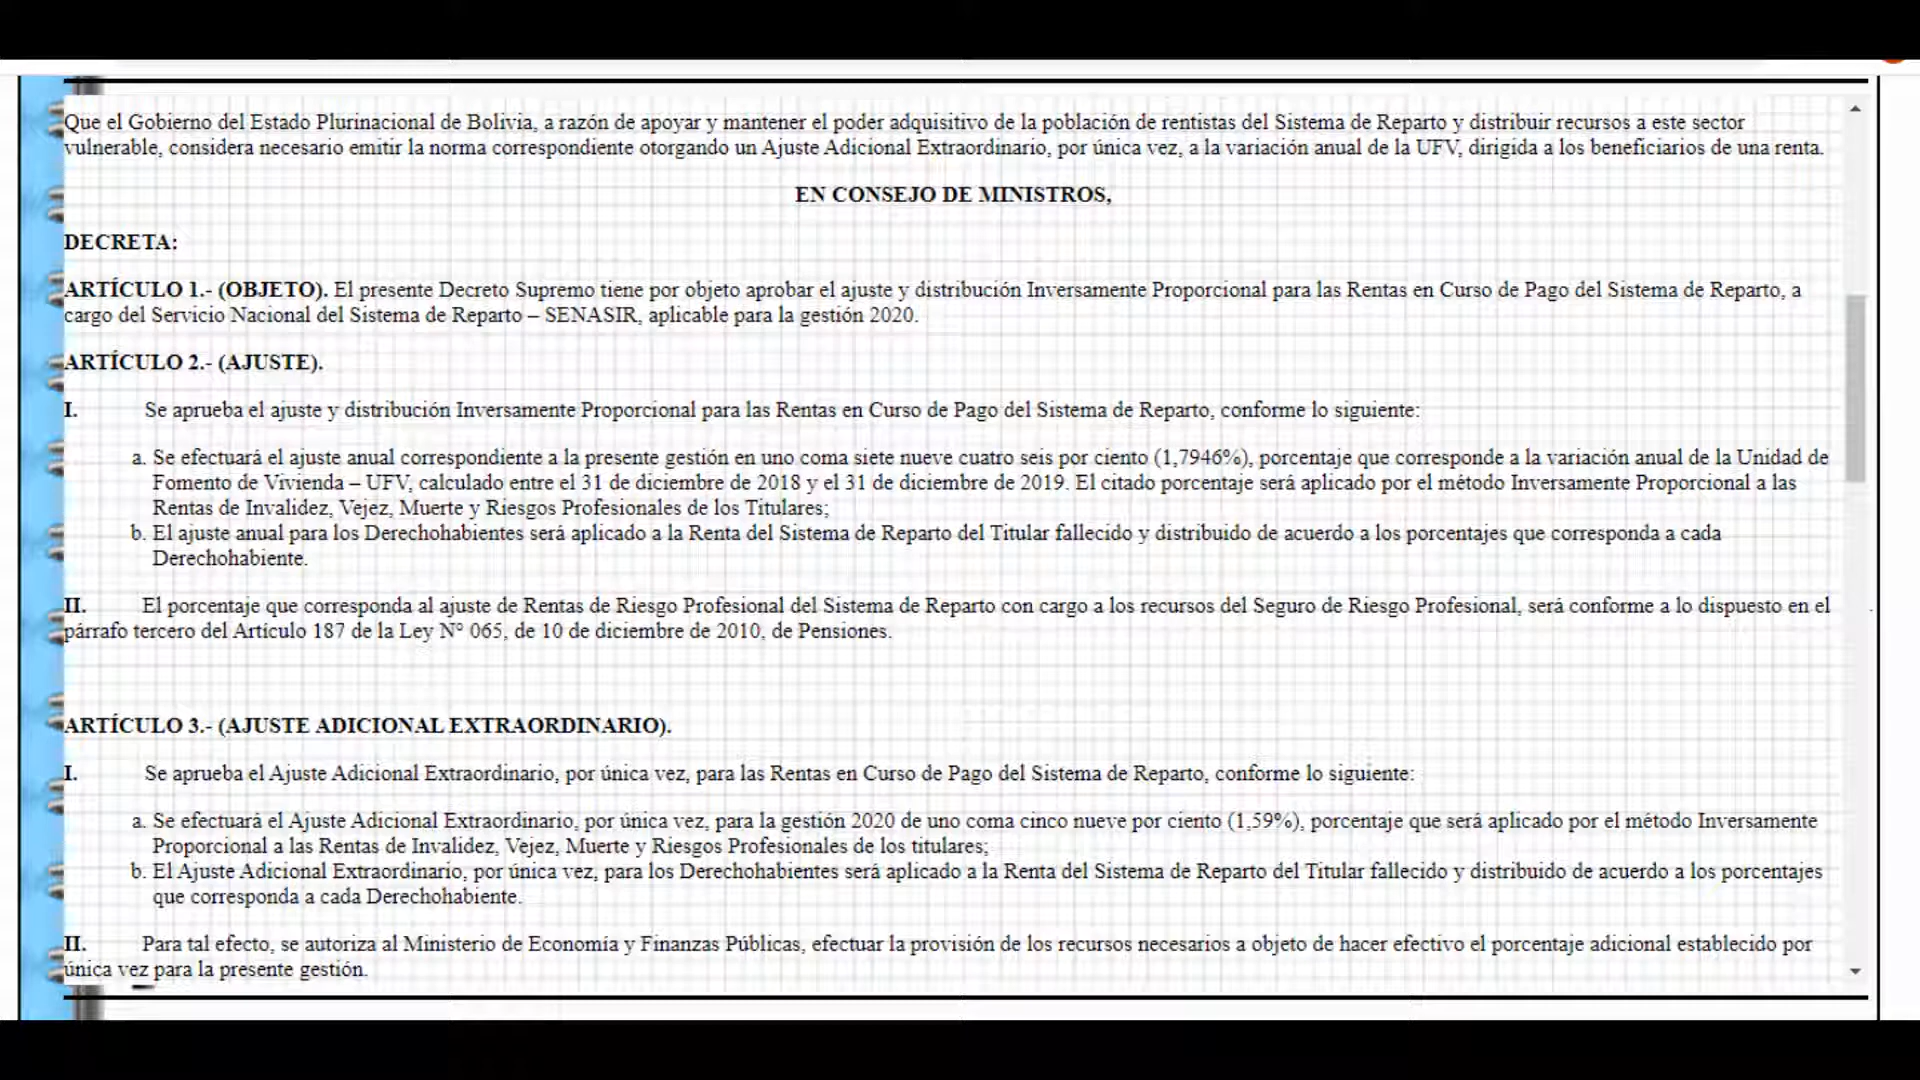 Que el Gobierno del Estado Plurinacional de Bolivia, a razón de apoyar y mantener el poder adquisitivo de la población de rentistas del Sistema de Reparto y distribuir recursos a este sector
vulnerable, considera necesario emitir la norma correspondiente otorgando un Ajuste Adicional Extraordinario, por única vez, a la variación anual de la UFV, dirigida a los beneficiarios de una renta.
EN CONSEJO DE MINISTROS,
DECRETA:
ARTÍCULO 1.- (OBJETO). El presente Decreto Supremo tiene por objeto aprobar el ajuste y distribución Inversamente Proporcional para las Rentas en Curso de Pago del Sistema de Reparto, a
cargo del Servicio Nacional del Sistema de Reparto – SENASIR, aplicable para la gestión 2020.
ARTÍCULO 2.- (AJUSTE).
I. Se aprueba el ajuste y distribución Inversamente Proporcional para las Rentas en Curso de Pago del Sistema de Reparto, conforme lo siguiente:
a. Se efectuará el ajuste anual correspondiente a la presente gestión en uno coma siete nueve cuatro seis por ciento (1,7946%), porcentaje que corresponde a la variación anual de la Unidad de
Fomento de Vivienda – UFV, calculado entre el 31 de diciembre de 2018 y el 31 de diciembre de 2019. El citado porcentaje será aplicado por el método Inversamente Proporcional a las
Rentas de Invalidez, Vejez, Muerte y Riesgos Profesionales de los Titulares;
b. El ajuste anual para los Derechohabientes será aplicado a la Renta del Sistema de Reparto del Titular fallecido y distribuido de acuerdo a los porcentajes que corresponda a cada
Derechohabiente.
II. El porcentaje que corresponda al ajuste de Rentas de Riesgo Profesional del Sistema de Reparto con cargo a los recursos del Seguro de Riesgo Profesional, será conforme a lo dispuesto en el
párrafo tercero del Artículo 187 de la Ley N° 065, de 10 de diciembre de 2010, de Pensiones.
ARTÍCULO 3.- (AJUSTE ADICIONAL EXTRAORDINARIO).
I. Se aprueba el Ajuste Adicional Extraordinario, por única vez, para las Rentas en Curso de Pago del Sistema de Reparto, conforme lo siguiente:
a. Se efectuará el Ajuste Adicional Extraordinario, por única vez, para la gestión 2020 de uno coma cinco nueve por ciento (1,59%), porcentaje que será aplicado por el método Inversamente
Proporcional a las Rentas de Invalidez, Vejez, Muerte y Riesgos Profesionales de los titulares;
b. El Ajuste Adicional Extraordinario, por única vez, para los Derechohabientes será aplicado a la Renta del Sistema de Reparto del Titular fallecido y distribuido de acuerdo a los porcentajes
que corresponda a cada Derechohabiente.
II. Para tal efecto, se autoriza al Ministerio de Economía y Finanzas Públicas, efectuar la provisión de los recursos necesarios a objeto de hacer efectivo el porcentaje adicional establecido por
única vez para la presente gestión.